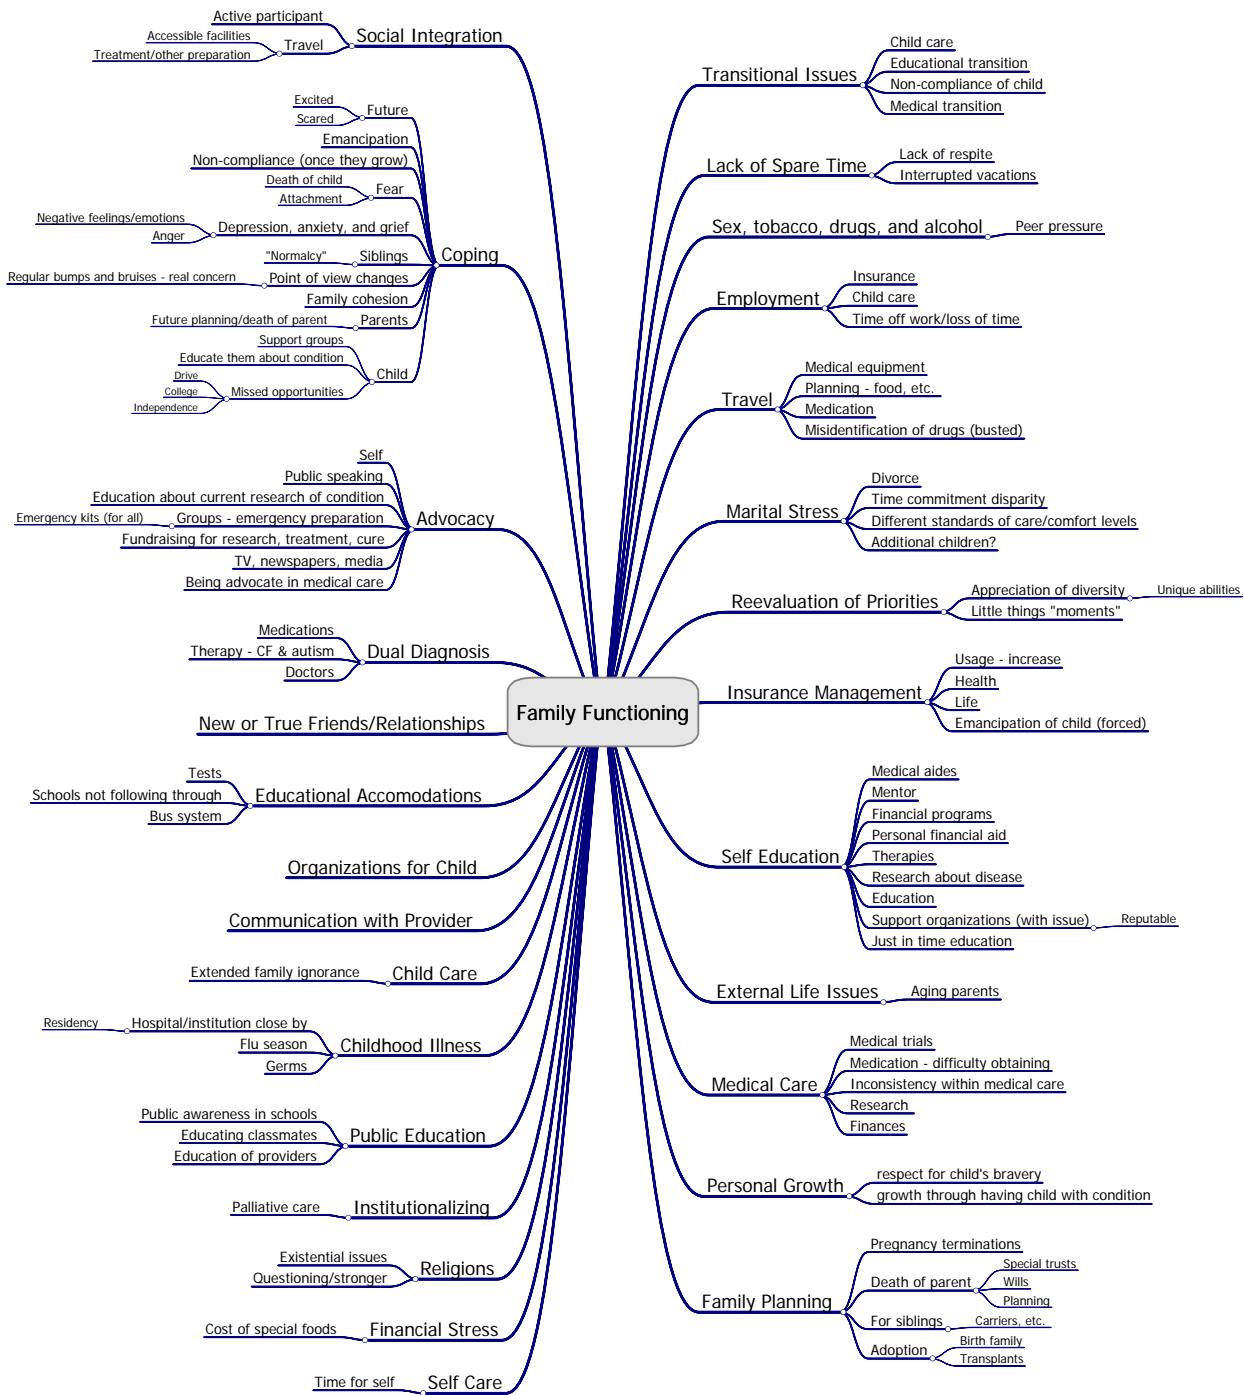 Family Functioning
Social Integration
Active participant
Travel
Accessible facilities
Treatment/other preparation
Coping
Future
Excited
Scared
Emancipation
Non-compliance (once they grow)
Fear
Death of child
Attachment
Depression, anxiety, and grief
Negative feelings/emotions
Anger
Siblings
"Normalcy"
Point of view changes
Regular bumps and bruises - real concern
Family cohesion
Parents
Future planning/death of parent
Child
Support groups
Educate them about condition
Missed opportunities
Drive
College
Independence
Advocacy
Self
Public speaking
Education about current research of condition
Groups - emergency preparation
Emergency kits (for all)
Fundraising for research, treatment, cure
TV, newspapers, media
Being advocate in medical care
Dual Diagnosis
Medications
Therapy - CF & autism
Doctors
New or True Friends/Relationships
Educational Accomodations
Tests
Schools not following through
Bus system
Organizations for Child
Communication with Provider
Child Care
Extended family ignorance
Childhood Illness
Hospital/institution close by
Residency
Flu season
Germs
Public Education
Public awareness in schools
Educating classmates
Education of providers
Institutionalizing
Palliative care
Religions
Existential issues
Questioning/stronger
Financial Stress
Cost of special foods
Self Care
Time for self
Transitional Issues
Child care
Educational transition
Non-compliance of child
Medical transition
Lack of Spare Time
Lack of respite
Interrupted vacations
Sex, tobacco, drugs, and alcohol
Peer pressure
Employment
Insurance
Child care
Time off work/loss of time
Travel
Medical equipment
Planning - food, etc.
Medication
Misidentification of drugs (busted)
Marital Stress
Divorce
Time commitment disparity
Different standards of care/comfort levels
Additional children?
Reevaluation of Priorities
Appreciation of diversity
Unique abilities
Little things "moments"
Insurance Management
Usage - increase
Health
Life
Emancipation of child (forced)
Self Education
Medical aides
Mentor
Financial programs
Personal financial aid
Therapies
Research about disease
Education
Support organizations (with issue)
Reputable
Just in time education
External Life Issues
Aging parents
Medical Care
Medical trials
Medication - difficulty obtaining
Inconsistency within medical care
Research
Finances
Personal Growth
respect for child's bravery
growth through having child with condition
Family Planning
Pregnancy terminations
Death of parent
Special trusts
Wills
Planning
For siblings
Carriers, etc.
Adoption
Birth family
Transplants